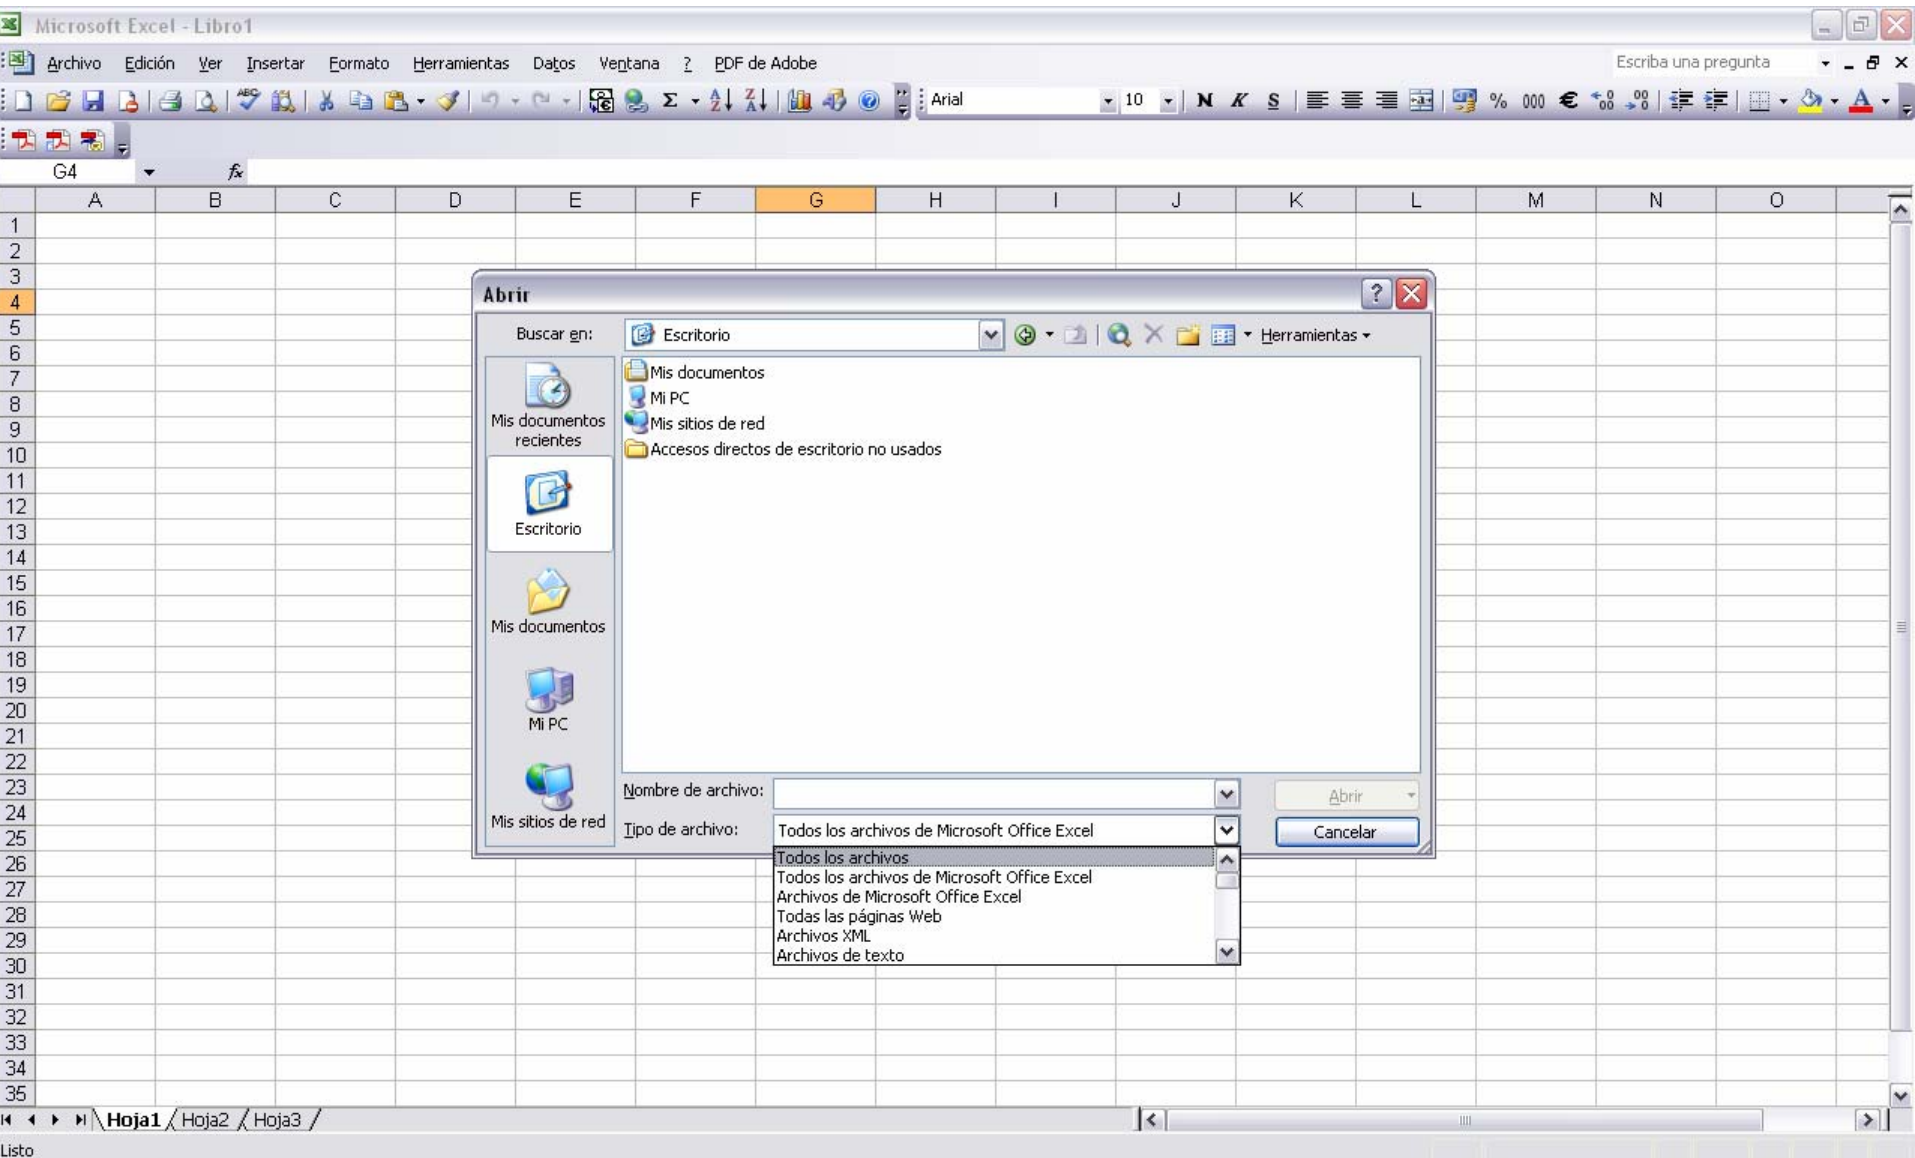 Microsoft Excel - Libro1
Archivo Edición Ver Insertar Formato Herramientas Datos Ventana ? PDF de Adobe Escriba una pregunta
Arial 10 N K S % 000 €
G4 fx
A B C D E F G H I J K L M N O
1
2
3
4
5
6
7
8
9
10
11
12
13
14
15
16
17
18
19
20
21
22
23
24
25
26
27
28
29
30
31
32
33
34
35
Abrir
Buscar en: Escritorio Herramientas
Mis documentos recientes
Escritorio
Mis documentos
Mi PC
Mis sitios de red
Mis documentos
Mi PC
Mis sitios de red
Accesos directos de escritorio no usados
Nombre de archivo: Abrir
Tipo de archivo: Todos los archivos de Microsoft Office Excel Cancelar
Todos los archivos
Todos los archivos de Microsoft Office Excel
Archivos de Microsoft Office Excel
Todas las páginas Web
Archivos XML
Archivos de texto
Hoja1 Hoja2 Hoja3
Listo